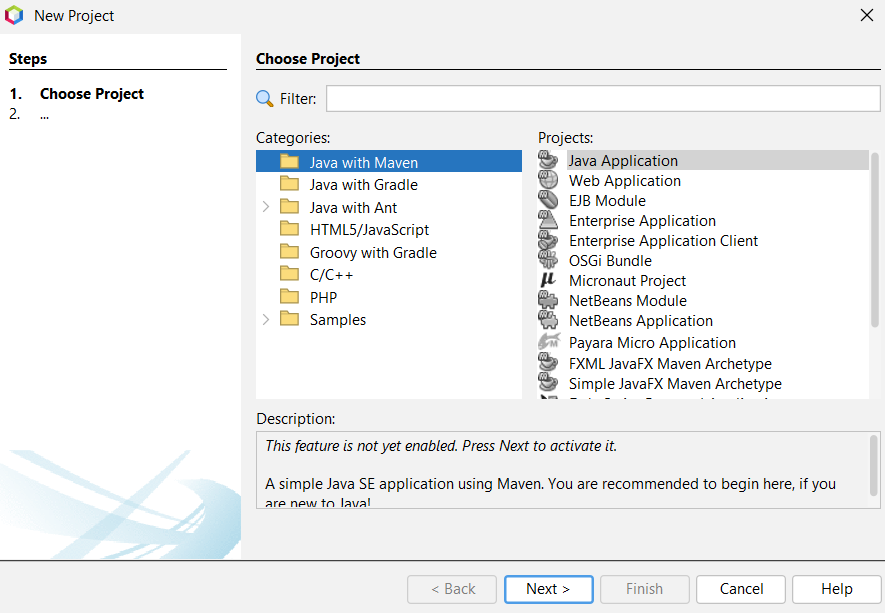 New Project
Steps
1. Choose Project
2. ...
Choose Project
Filter:
Categories:
Java with Maven
Java with Gradle
Java with Ant
HTML5/JavaScript
Groovy with Gradle
C/C++
PHP
Samples
Projects:
Java Application
Web Application
EJB Module
Enterprise Application
Enterprise Application Client
OSGi Bundle
Micronaut Project
NetBeans Module
NetBeans Application
Payara Micro Application
FXML JavaFX Maven Archetype
Simple JavaFX Maven Archetype
Description:
This feature is not yet enabled. Press Next to activate it.
A simple Java SE application using Maven. You are recommended to begin here, if you
are new to Java!
< Back
Next >
Finish
Cancel
Help